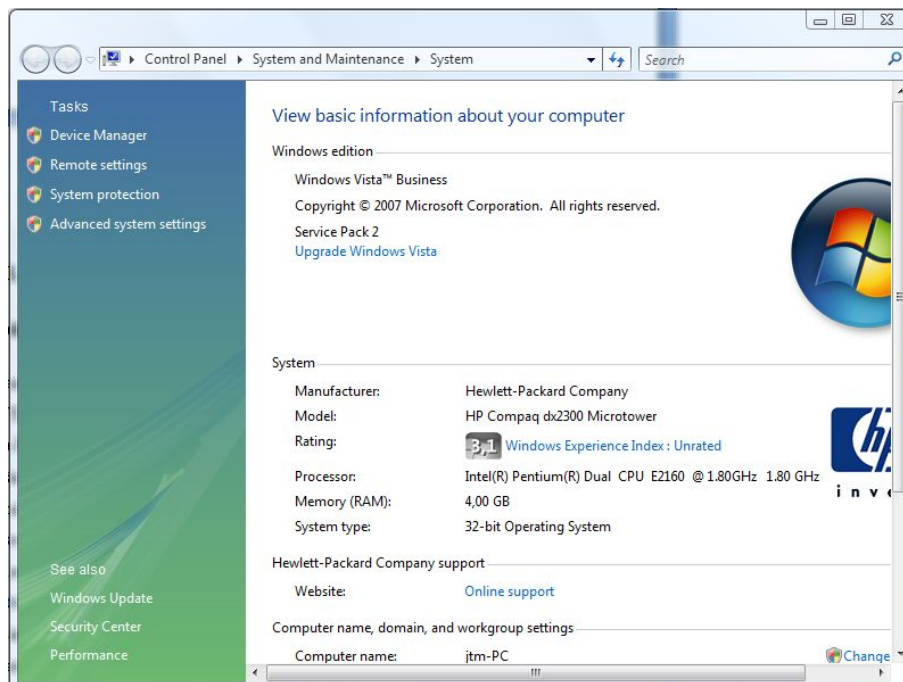 Control Panel ▸ System and Maintenance ▸ System
Search
Tasks
Device Manager
Remote settings
System protection
Advanced system settings
See also
Windows Update
Security Center
Performance
View basic information about your computer
Windows edition
Windows Vista™ Business
Copyright © 2007 Microsoft Corporation. All rights reserved.
Service Pack 2
Upgrade Windows Vista
System
Manufacturer: Hewlett-Packard Company
Model: HP Compaq dx2300 Microtower
Rating: 3,1 Windows Experience Index : Unrated
Processor: Intel(R) Pentium(R) Dual CPU E2160 @ 1.80GHz 1.80 GHz
Memory (RAM): 4,00 GB
System type: 32-bit Operating System
hp
inve
Hewlett-Packard Company support
Website: Online support
Computer name, domain, and workgroup settings
Computer name: jtm-PC Change